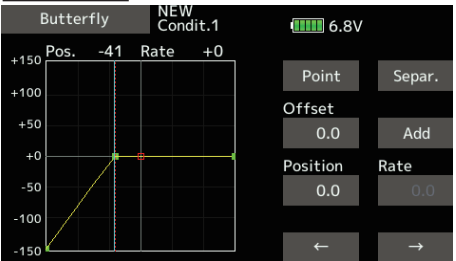 Butterfly
NEW
Condit.1
6.8V
Pos. -41 Rate +0
+150
+100
+50
+0
-50
-100
-150
Point
Separ.
Offset
0.0
Add
Position
Rate
0.0
0.0
← →